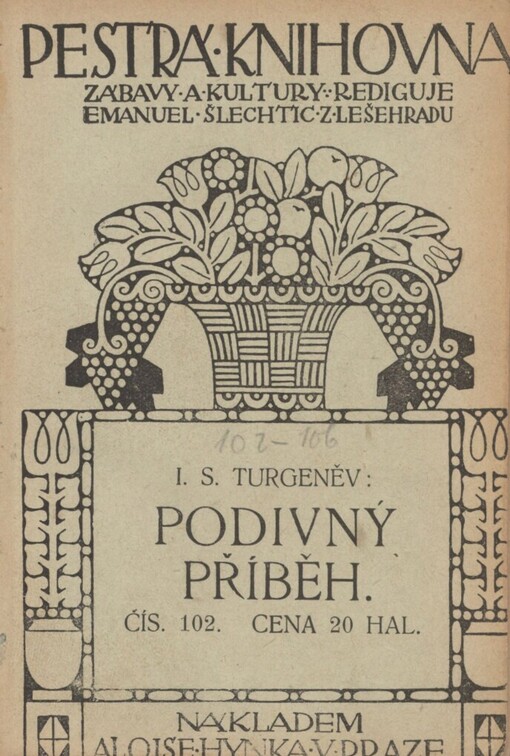 PESTRÁ·KNIHOVNA
ZÁBAVY·A·KULTURY·:·REDIGUJE
EMANUEL·ŠLECHTIC·Z·LEŠEHRADU
102-106
I. S. TURGENĚV:
PODIVNÝ
PŘÍBĚH.
ČÍS. 102. CENA 20 HAL.
NÁKLADEM
ALOISE·HYNKA·V·PRAZE